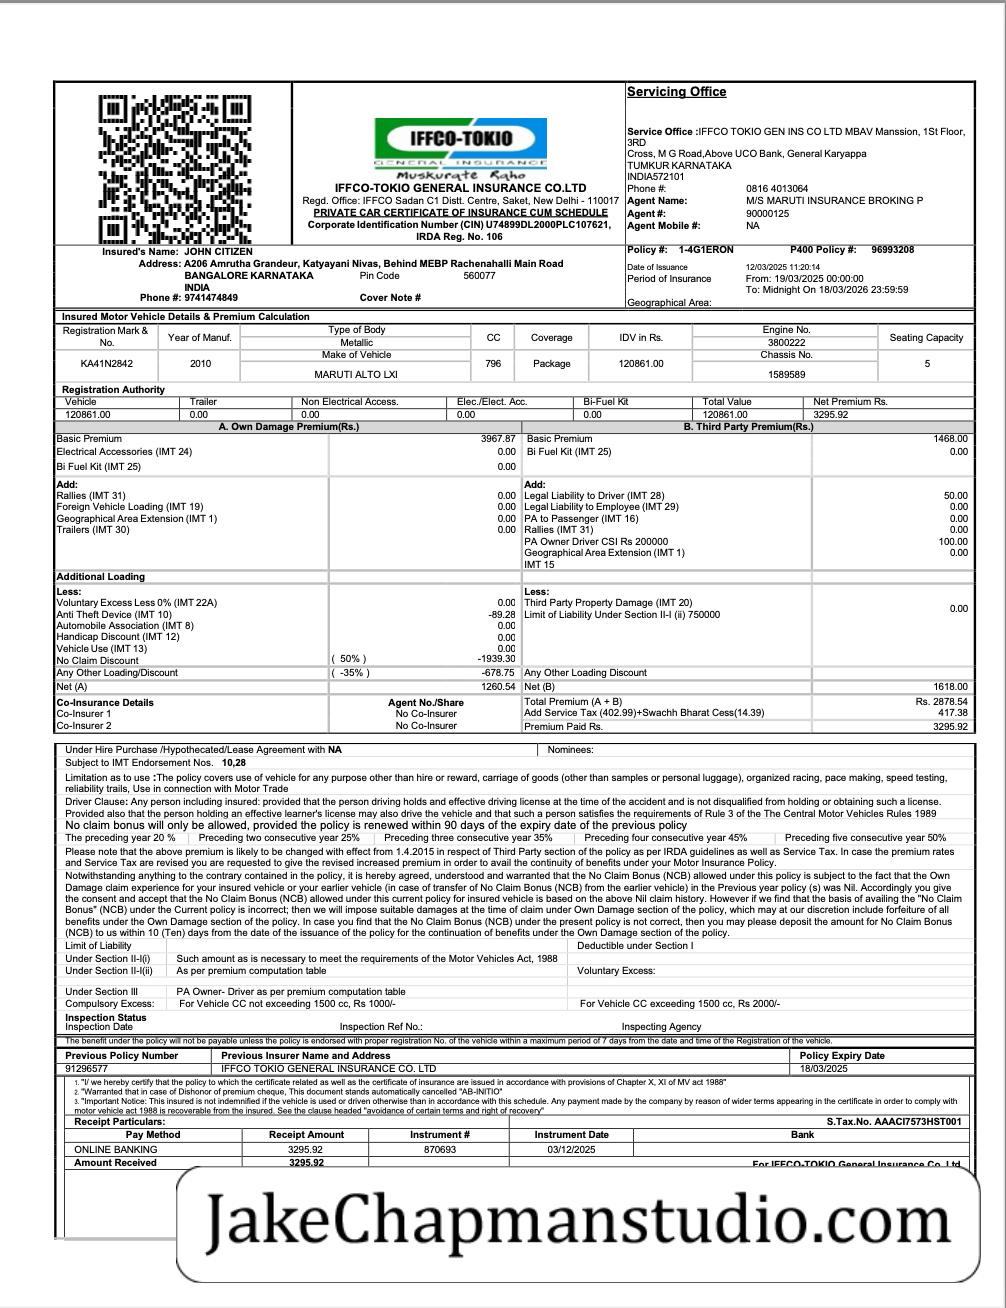 Servicing Office
Service Office :IFFCO TOKIO GEN INS CO LTD MBAV Manssion, 1St Floor,
3RD
Cross, M G Road,Above UCO Bank, General Karyappa
TUMKUR KARNATAKA
INDIA572101
Phone #: 0816 4013064
Agent Name: M/S MARUTI INSURANCE BROKING P
Agent #: 90000125
Agent Mobile #: NA
IFFCO-TOKIO
GENERAL INSURANCE
Muskurate Raho
IFFCO-TOKIO GENERAL INSURANCE CO.LTD
Regd. Office: IFFCO Sadan C1 Distt. Centre, Saket, New Delhi - 110017
PRIVATE CAR CERTIFICATE OF INSURANCE CUM SCHEDULE
Corporate Identification Number (CIN) U74899DL2000PLC107621,
IRDA Reg. No. 106
Insured's Name: JOHN CITIZEN
Address: A206 Amrutha Grandeur, Katyayani Nivas, Behind MEBP Rachenahalli Main Road
BANGALORE KARNATAKA Pin Code 560077
INDIA
Phone #: 9741474849 Cover Note #
Policy #: 1-4G1ERON P400 Policy #: 96993208
Date of Issuance 12/03/2025 11:20:14
Period of Insurance From: 19/03/2025 00:00:00
To: Midnight On 18/03/2026 23:59:59
Geographical Area:
Insured Motor Vehicle Details & Premium Calculation
Registration Mark & No. Year of Manuf. Type of Body CC Coverage IDV in Rs. Engine No. Seating Capacity
Metallic 3800222
Make of Vehicle Chassis No.
KA41N2842 2010 MARUTI ALTO LXI 796 Package 120861.00 1589589 5
Registration Authority
Vehicle Trailer Non Electrical Access. Elec./Elect. Acc. Bi-Fuel Kit Total Value Net Premium Rs.
120861.00 0.00 0.00 0.00 0.00 120861.00 3295.92
A. Own Damage Premium(Rs.) B. Third Party Premium(Rs.)
Basic Premium 3967.87 Basic Premium 1468.00
Electrical Accessories (IMT 24) 0.00 Bi Fuel Kit (IMT 25) 0.00
Bi Fuel Kit (IMT 25) 0.00
Add: Add:
Rallies (IMT 31) 0.00 Legal Liability to Driver (IMT 28) 50.00
Foreign Vehicle Loading (IMT 19) 0.00 Legal Liability to Employee (IMT 29) 0.00
Geographical Area Extension (IMT 1) 0.00 PA to Passenger (IMT 16) 0.00
Trailers (IMT 30) 0.00 Rallies (IMT 31) 0.00
PA Owner Driver CSI Rs 200000 100.00
Geographical Area Extension (IMT 1) 0.00
IMT 15
Additional Loading
Less: Less:
Voluntary Excess Less 0% (IMT 22A) 0.00 Third Party Property Damage (IMT 20) 0.00
Anti Theft Device (IMT 10) -89.28 Limit of Liability Under Section II-I (ii) 750000
Automobile Association (IMT 8) 0.00
Handicap Discount (IMT 12) 0.00
Vehicle Use (IMT 13) 0.00
No Claim Discount ( 50% ) -1939.30
Any Other Loading/Discount ( -35% ) -678.75 Any Other Loading Discount
Net (A) 1260.54 Net (B) 1618.00
Co-Insurance Details Agent No./Share Total Premium (A + B) Rs. 2878.54
Co-Insurer 1 No Co-Insurer Add Service Tax (402.99)+Swachh Bharat Cess(14.39) 417.38
Co-Insurer 2 No Co-Insurer Premium Paid Rs. 3295.92
Under Hire Purchase /Hypothecated/Lease Agreement with NA Nominees:
Subject to IMT Endorsement Nos. 10,28
Limitation as to use :The policy covers use of vehicle for any purpose other than hire or reward, carriage of goods (other than samples or personal luggage), organized racing, pace making, speed testing,
reliability trails, Use in connection with Motor Trade
Driver Clause: Any person including insured: provided that the person driving holds and effective driving license at the time of the accident and is not disqualified from holding or obtaining such a license.
Provided also that the person holding an effective learner's license may also drive the vehicle and that such a person satisfies the requirements of Rule 3 of the The Central Motor Vehicles Rules 1989
No claim bonus will only be allowed, provided the policy is renewed within 90 days of the expiry date of the previous policy
The preceding year 20 % Preceding two consecutive year 25% Preceding three consecutive year 35% Preceding four consecutive year 45% Preceding five consecutive year 50%
Please note that the above premium is likely to be changed with effect from 1.4.2015 in respect of Third Party section of the policy as per IRDA guidelines as well as Service Tax. In case the premium rates
and Service Tax are revised you are requested to give the revised increased premium in order to avail the continuity of benefits under your Motor Insurance Policy.
Notwithstanding anything to the contrary contained in the policy, it is hereby agreed, understood and warranted that the No Claim Bonus (NCB) allowed under this policy is subject to the fact that the Own
Damage claim experience for your insured vehicle or your earlier vehicle (in case of transfer of No Claim Bonus (NCB) from the earlier vehicle) in the Previous year policy (s) was Nil. Accordingly you give
the consent and accept that the No Claim Bonus (NCB) allowed under this current policy for insured vehicle is based on the above Nil claim history. However if we find that the basis of availing the "No Claim
Bonus" (NCB) under the Current policy is incorrect; then we will impose suitable damages at the time of claim under Own Damage section of the policy, which may at our discretion include forfeiture of all
benefits under the Own Damage section of the policy. In case you find that the No Claim Bonus (NCB) under the present policy is not correct, then you may please deposit the amount for No Claim Bonus
(NCB) to us within 10 (Ten) days from the date of the issuance of the policy for the continuation of benefits under the Own Damage section of the policy.
Limit of Liability Deductible under Section I
Under Section II-I(i) Such amount as is necessary to meet the requirements of the Motor Vehicles Act, 1988
Under Section II-I(ii) As per premium computation table Voluntary Excess:
Under Section III PA Owner- Driver as per premium computation table
Compulsory Excess: For Vehicle CC not exceeding 1500 cc, Rs 1000/- For Vehicle CC exceeding 1500 cc, Rs 2000/-
Inspection Status
Inspection Date Inspection Ref No.: Inspecting Agency
The benefit under the policy will not be payable unless the policy is endorsed with proper registration No. of the vehicle within a maximum period of 7 days from the date and time of the Registration of the vehicle.
Previous Policy Number Previous Insurer Name and Address Policy Expiry Date
91296577 IFFCO TOKIO GENERAL INSURANCE CO. LTD 18/03/2025
1. "I/ we hereby certify that the policy to which the certificate related as well as the certificate of insurance are issued in accordance with provisions of Chapter X, XI of MV act 1988"
2. "Warranted that in case of Dishonor of premium cheque, This document stands automatically cancelled "AB-INITIO"
3. "Important Notice: This insured is not indemnified if the vehicle is used or driven otherwise than in accordance with this schedule. Any payment made by the company by reason of wider terms appearing in the certificate in order to comply with
motor vehicle act 1988 is recoverable from the insured. See the clause headed "avoidance of certain terms and right of recovery"
Receipt Particulars: S.Tax.No. AAACI7573HST001
Pay Method Receipt Amount Instrument # Instrument Date Bank
ONLINE BANKING 3295.92 870693 03/12/2025
Amount Received 3295.92 For IFFCO-TOKIO General Insurance Co. Ltd
JakeChapmanstudio.com